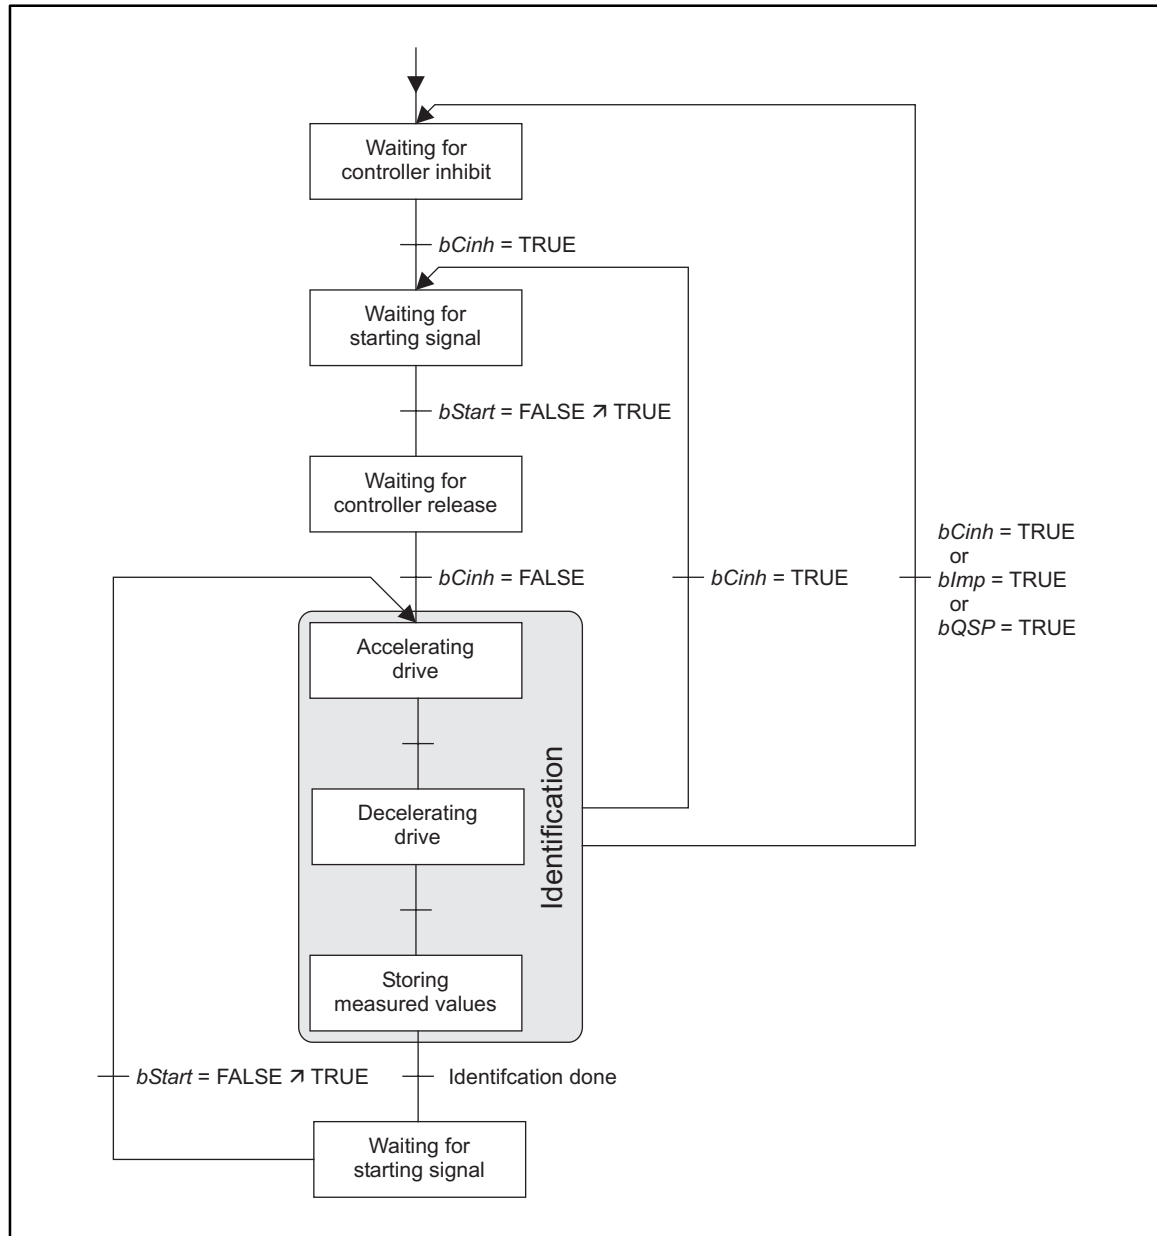 Waiting for
controller inhibit
bCinh = TRUE
Waiting for
starting signal
bStart = FALSE ↗ TRUE
Waiting for
controller release
bCinh = FALSE
bCinh = TRUE
bCinh = TRUE
or
bImp = TRUE
or
bQSP = TRUE
Accelerating
drive
Decelerating
drive
Identification
Storing
measured values
bStart = FALSE ↗ TRUE
Identifcation done
Waiting for
starting signal